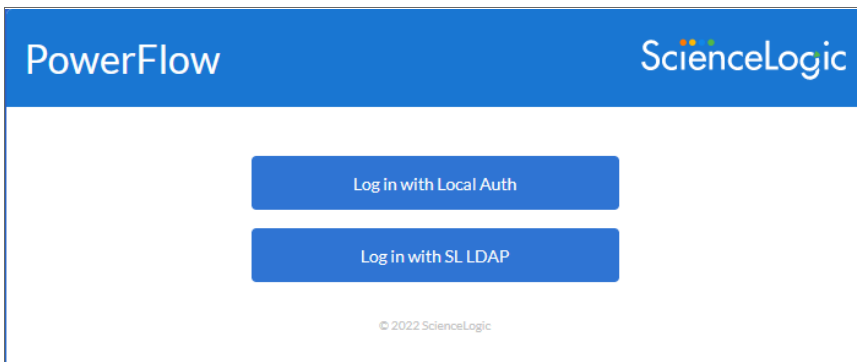 PowerFlow
ScienceLogic
Log in with Local Auth
Log in with SL LDAP
© 2022 ScienceLogic